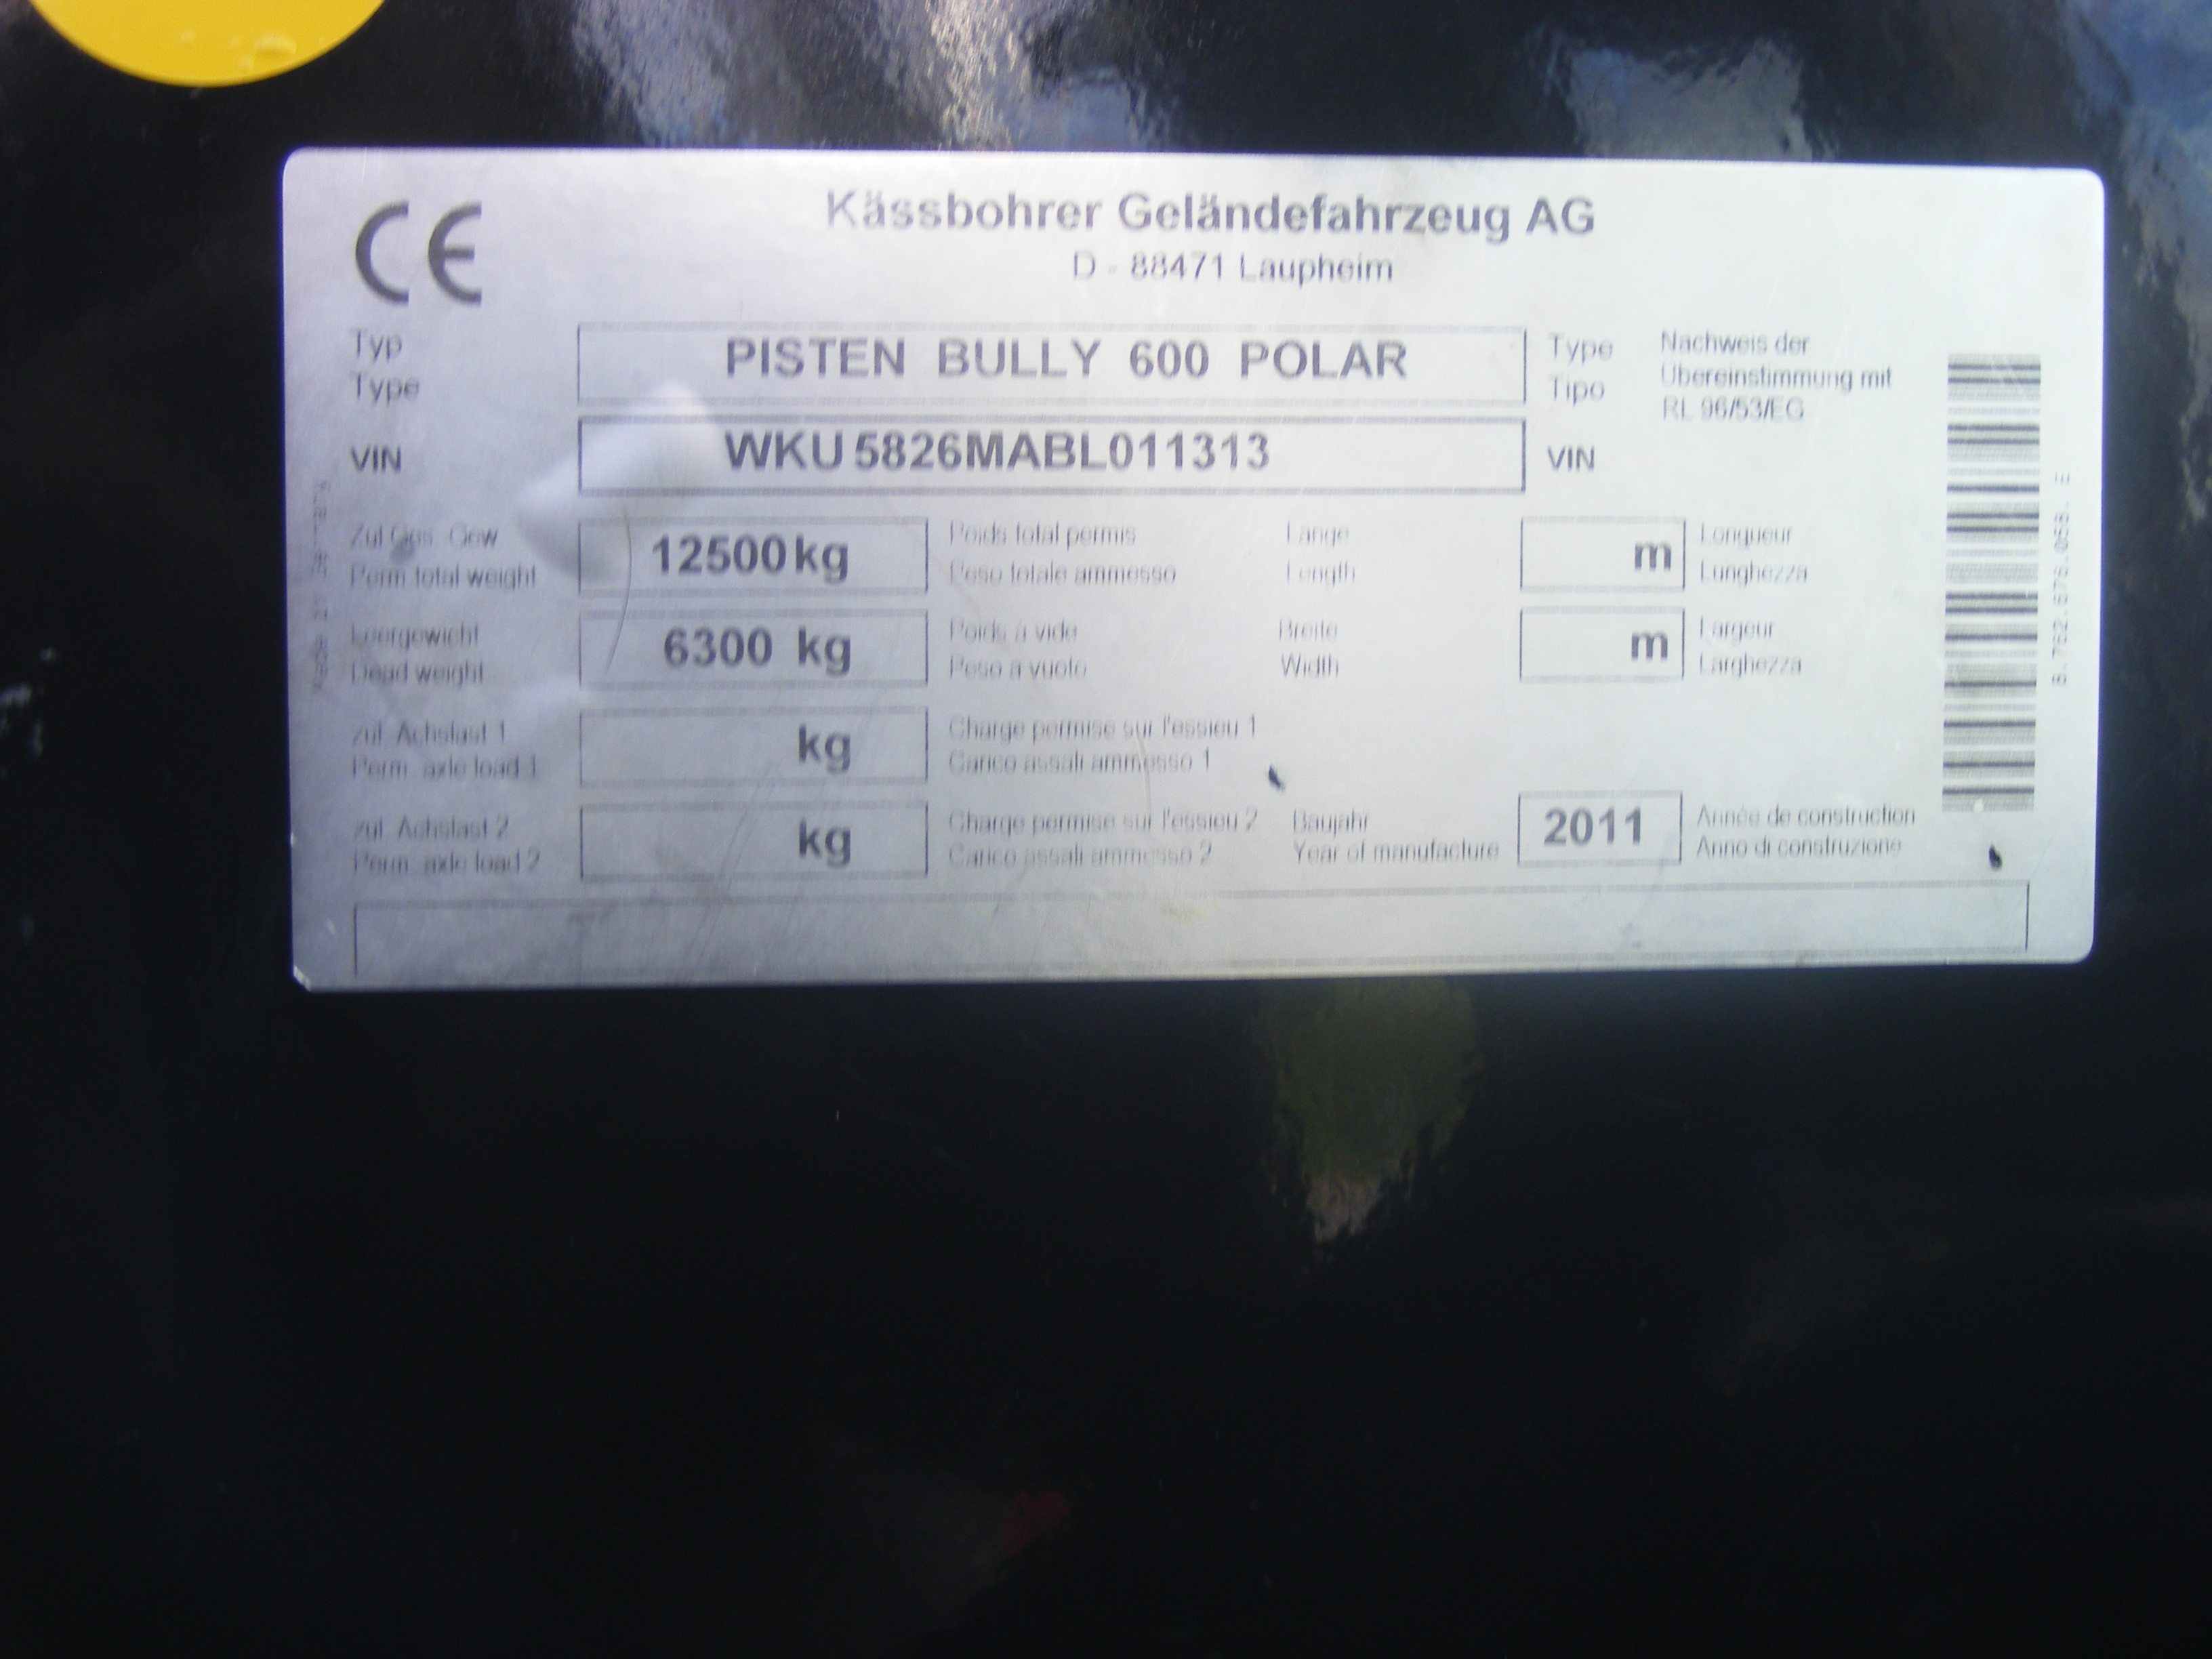 CE
Kässbohrer Geländefahrzeug AG
D - 88471 Laupheim
Typ
Type
PISTEN BULLY 600 POLAR
Type
Tipo
Nachweis der
Übereinstimmung mit
RL 96/53/EG
VIN
WKU 5826MABL011313
VIN
Zul Ges. Gew
Perm total weight
12500 kg
Poids total permis
Peso totale ammesso
Länge
Length
m
Longueur
Lunghezza
Leergewicht
Dead weight
6300 kg
Poids à vide
Peso a vuoto
Breite
Width
m
Largeur
Larghezza
zul. Achslast 1
Perm. axle load 1
kg
Charge permise sur l'essieu 1
Carico assali ammesso 1
zul. Achslast 2
Perm. axle load 2
kg
Charge permise sur l'essieu 2
Carico assali ammesso 2
Baujahr
Year of manufacture
2011
Année de construction
Anno di construzione